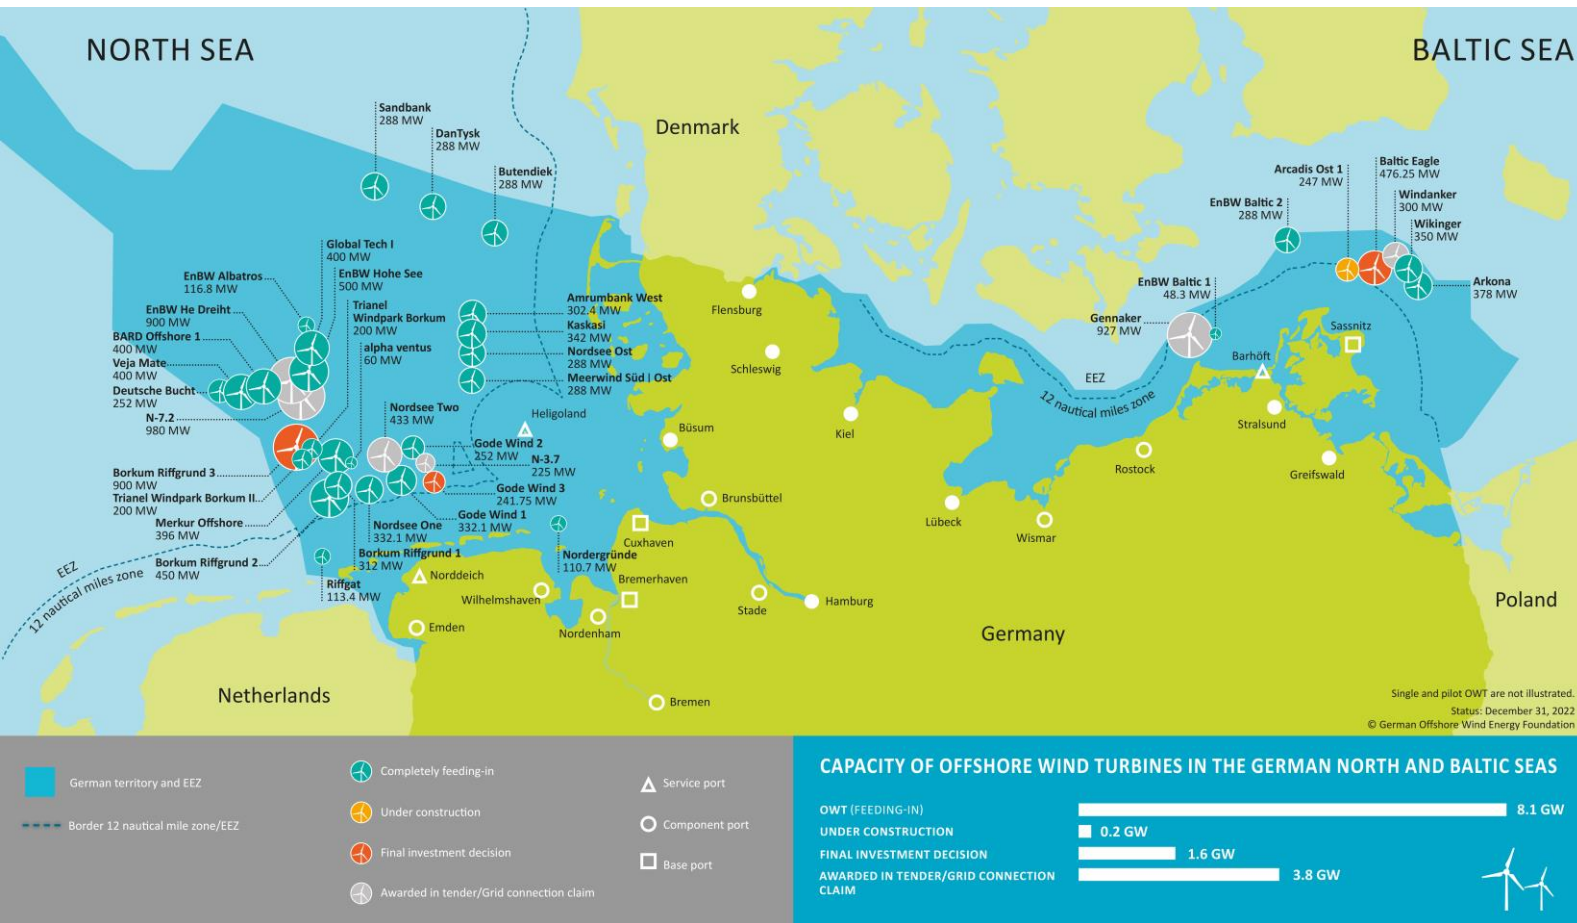 NORTH SEA
BALTIC SEA
Denmark
Sandbank
288 MW
DanTysk
288 MW
Butendiek
288 MW
Global Tech I
400 MW
EnBW Albatros
116.8 MW
EnBW Hohe See
500 MW
EnBW He Dreiht
900 MW
Trianel
Windpark Borkum
200 MW
BARD Offshore 1
400 MW
alpha ventus
60 MW
Veja Mate
400 MW
Deutsche Bucht
252 MW
N-7.2
980 MW
Amrumbank West
302.4 MW
Kaskasi
342 MW
Nordsee Ost
288 MW
Meerwind Süd | Ost
288 MW
Nordsee Two
433 MW
Heligoland
Gode Wind 2
252 MW
N-3.7
225 MW
Gode Wind 3
241.75 MW
Gode Wind 1
332.1 MW
Borkum Riffgrund 3
900 MW
Trianel Windpark Borkum II
200 MW
Merkur Offshore
396 MW
Nordsee One
332.1 MW
Borkum Riffgrund 2
450 MW
Borkum Riffgrund 1
312 MW
Riffgat
113.4 MW
Nordergründe
110.7 MW
EEZ
12 nautical miles zone
Arcadis Ost 1
247 MW
Baltic Eagle
476.25 MW
Windanker
300 MW
EnBW Baltic 2
288 MW
Wikinger
350 MW
EnBW Baltic 1
48.3 MW
Arkona
378 MW
Gennaker
927 MW
EEZ
12 nautical miles zone
Flensburg
Schleswig
Kiel
Büsum
Brunsbüttel
Cuxhaven
Bremerhaven
Norddeich
Wilhelmshaven
Emden
Nordenham
Stade
Hamburg
Bremen
Lübeck
Wismar
Rostock
Barhöft
Sassnitz
Stralsund
Greifswald
Netherlands
Germany
Poland
Single and pilot OWT are not illustrated.
Status: December 31, 2022
© German Offshore Wind Energy Foundation
German territory and EEZ
Border 12 nautical mile zone/EEZ
Completely feeding-in
Under construction
Final investment decision
Awarded in tender/Grid connection claim
Service port
Component port
Base port
CAPACITY OF OFFSHORE WIND TURBINES IN THE GERMAN NORTH AND BALTIC SEAS
OWT (FEEDING-IN) 8.1 GW
UNDER CONSTRUCTION 0.2 GW
FINAL INVESTMENT DECISION 1.6 GW
AWARDED IN TENDER/GRID CONNECTION 3.8 GW
CLAIM